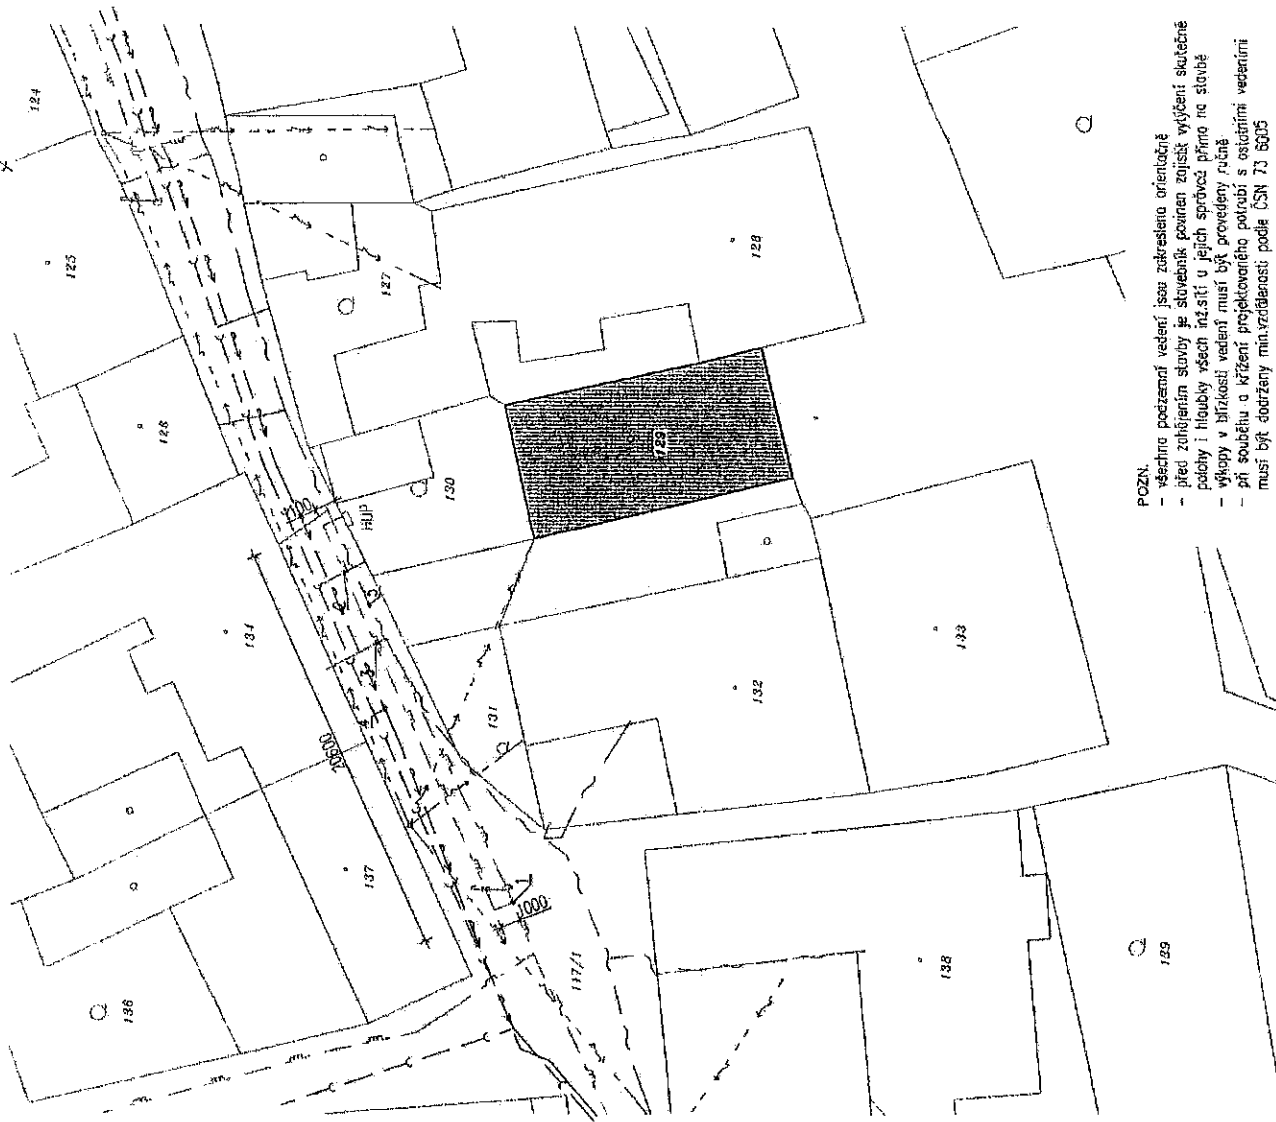 124
125
126
127
128
129
130
HUP
131
132
133
134
20600
137
1
1000
117/1
136
138
139
POZN.
- všechna podzemní vedení jsou zakreslena orientačně
- před zahájením stavby je stavebník povinen zajistit vytýčení skutečné
polohy i hloubky všech inž.sítí u jejich správců přímo na stavbě
- výkopy v blízkosti vedení musí být provedeny ručně
- při souběhu a křížení projektovaného potrubí s ostatními vedeními
musí být dodrženy min.vzdálenosti podle ČSN 73 6005